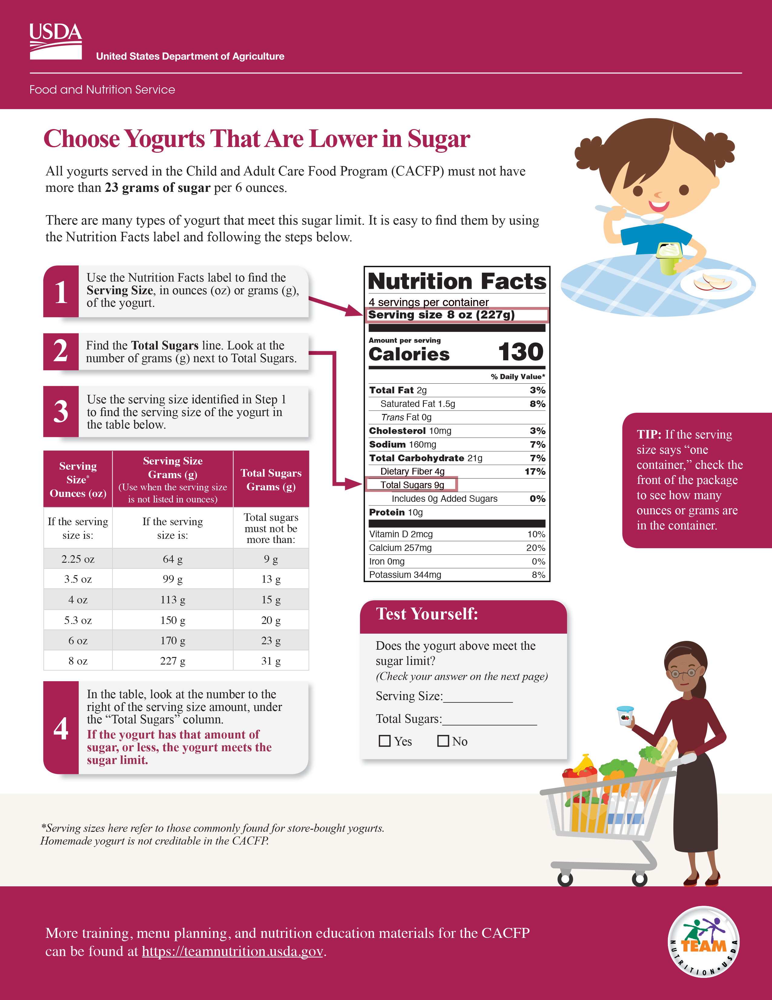 USDA
United States Department of Agriculture
Food and Nutrition Service
Choose Yogurts That Are Lower in Sugar
All yogurts served in the Child and Adult Care Food Program (CACFP) must not have
more than 23 grams of sugar per 6 ounces.
There are many types of yogurt that meet this sugar limit. It is easy to find them by using
the Nutrition Facts label and following the steps below.
1
Use the Nutrition Facts label to find the
Serving Size, in ounces (oz) or grams (g),
of the yogurt.
2
Find the Total Sugars line. Look at the
number of grams (g) next to Total Sugars.
3
Use the serving size identified in Step 1
to find the serving size of the yogurt in
the table below.
Serving
Size*
Ounces (oz)
Serving Size
Grams (g)
(Use when the serving size
is not listed in ounces)
Total Sugars
Grams (g)
If the serving
size is:
If the serving
size is:
Total sugars
must not be
more than:
2.25 oz 64 g 9 g
3.5 oz 99 g 13 g
4 oz 113 g 15 g
5.3 oz 150 g 20 g
6 oz 170 g 23 g
8 oz 227 g 31 g
4
In the table, look at the number to the
right of the serving size amount, under
the “Total Sugars” column.
If the yogurt has that amount of
sugar, or less, the yogurt meets the
sugar limit.
Nutrition Facts
4 servings per container
Serving size 8 oz (227g)
Amount per serving
Calories 130
% Daily Value*
Total Fat 2g 3%
Saturated Fat 1.5g 8%
Trans Fat 0g
Cholesterol 10mg 3%
Sodium 160mg 7%
Total Carbohydrate 21g 7%
Dietary Fiber 4g 17%
Total Sugars 9g
Includes 0g Added Sugars 0%
Protein 10g
Vitamin D 2mcg 10%
Calcium 257mg 20%
Iron 0mg 0%
Potassium 344mg 8%
TIP: If the serving
size says “one
container,” check the
front of the package
to see how many
ounces or grams are
in the container.
Test Yourself:
Does the yogurt above meet the
sugar limit?
(Check your answer on the next page)
Serving Size:
Total Sugars:
Yes No
*Serving sizes here refer to those commonly found for store-bought yogurts.
Homemade yogurt is not creditable in the CACFP.
More training, menu planning, and nutrition education materials for the CACFP
can be found at https://teamnutrition.usda.gov.
TEAM
NUTRITION • USDA